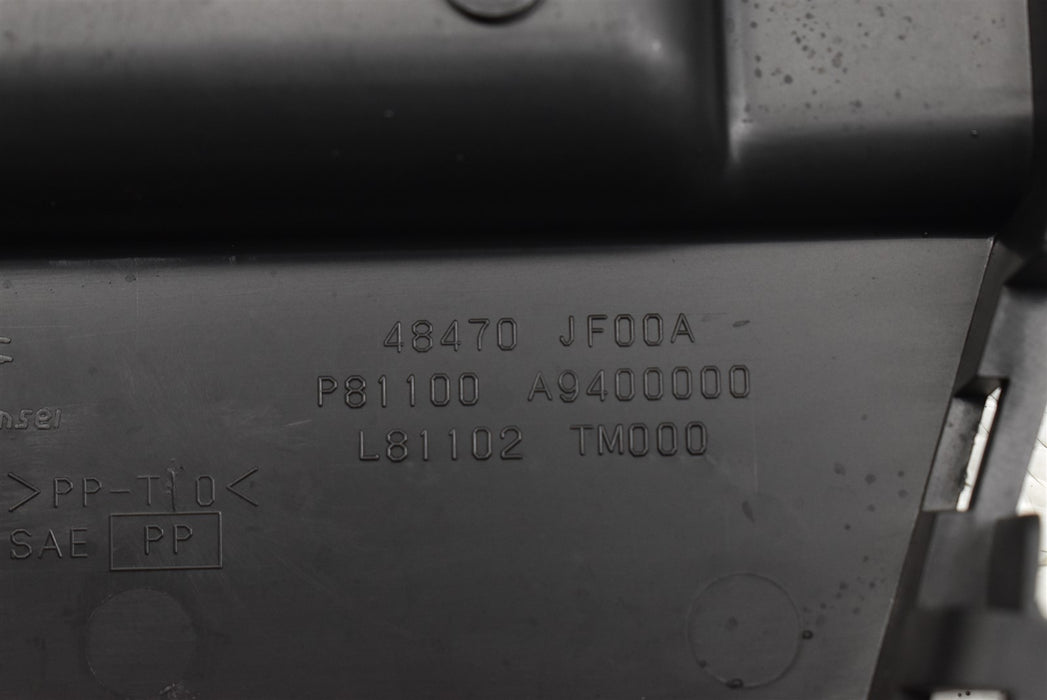 48470 JF00A
P81100 A9400000
L81102 TM000
>PP-T10<
SAE PP